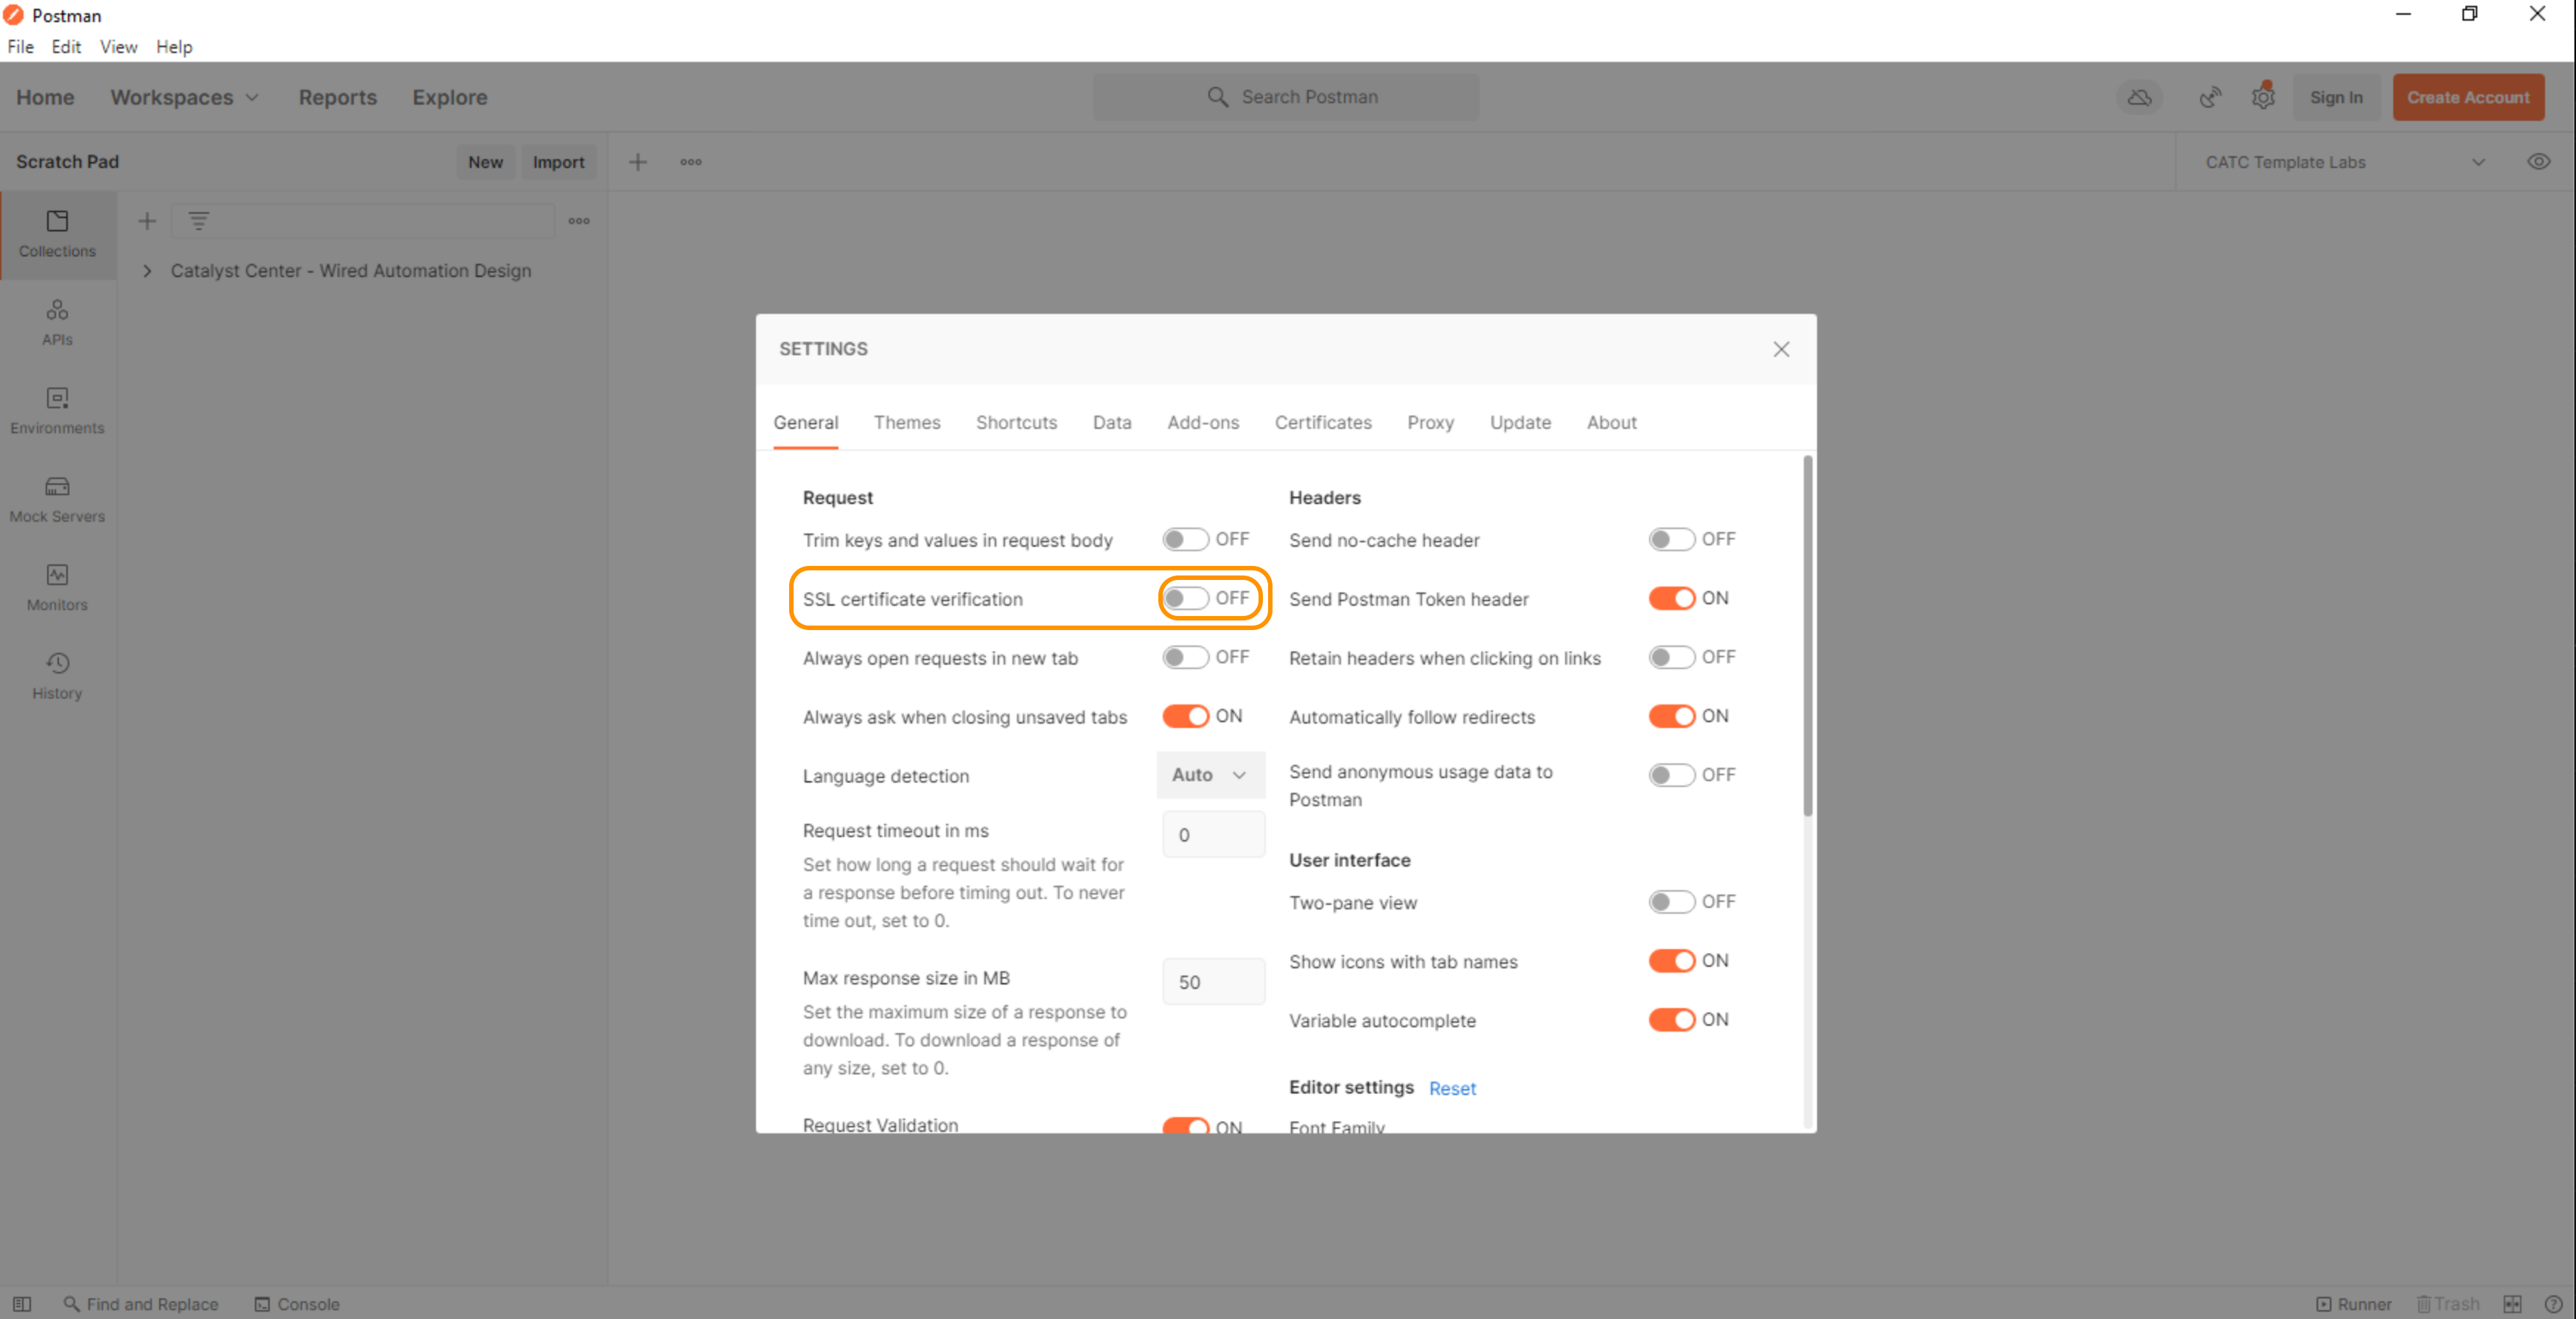 Postman
File Edit View Help
Home Workspaces Reports Explore Search Postman Sign In Create Account
Scratch Pad New Import CATC Template Labs
Collections
Catalyst Center - Wired Automation Design
APIs
Environments
Mock Servers
Monitors
History
SETTINGS
General Themes Shortcuts Data Add-ons Certificates Proxy Update About
Request
Trim keys and values in request body OFF
SSL certificate verification OFF
Always open requests in new tab OFF
Always ask when closing unsaved tabs ON
Language detection Auto
Request timeout in ms 0
Set how long a request should wait for
a response before timing out. To never
time out, set to 0.
Max response size in MB 50
Set the maximum size of a response to
download. To download a response of
any size, set to 0.
Request Validation ON
Headers
Send no-cache header OFF
Send Postman Token header ON
Retain headers when clicking on links OFF
Automatically follow redirects ON
Send anonymous usage data to
Postman OFF
User interface
Two-pane view OFF
Show icons with tab names ON
Variable autocomplete ON
Editor settings Reset
Font Family
Find and Replace Console Runner Trash